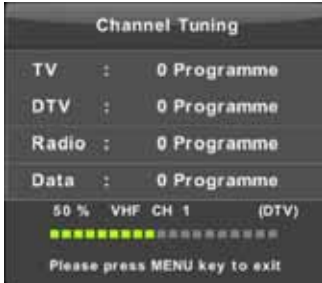 Channel Tuning
TV : 0 Programme
DTV : 0 Programme
Radio : 0 Programme
Data : 0 Programme
50 % VHF CH 1 (DTV)
Please press MENU key to exit